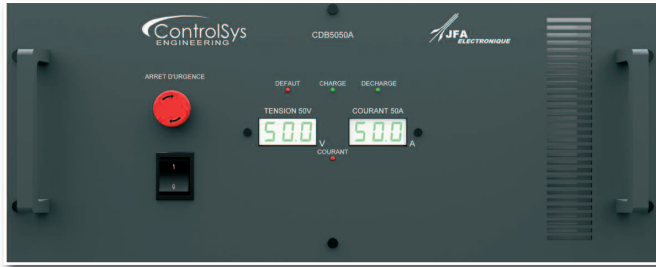 ControlSys
ENGINEERING
CDB5050A
JFA
ELECTRONIQUE
ARRET D'URGENCE
DEFAUT CHARGE DECHARGE
TENSION 50V COURANT 50A
50.0 V 50.0 A
COURANT
1
0